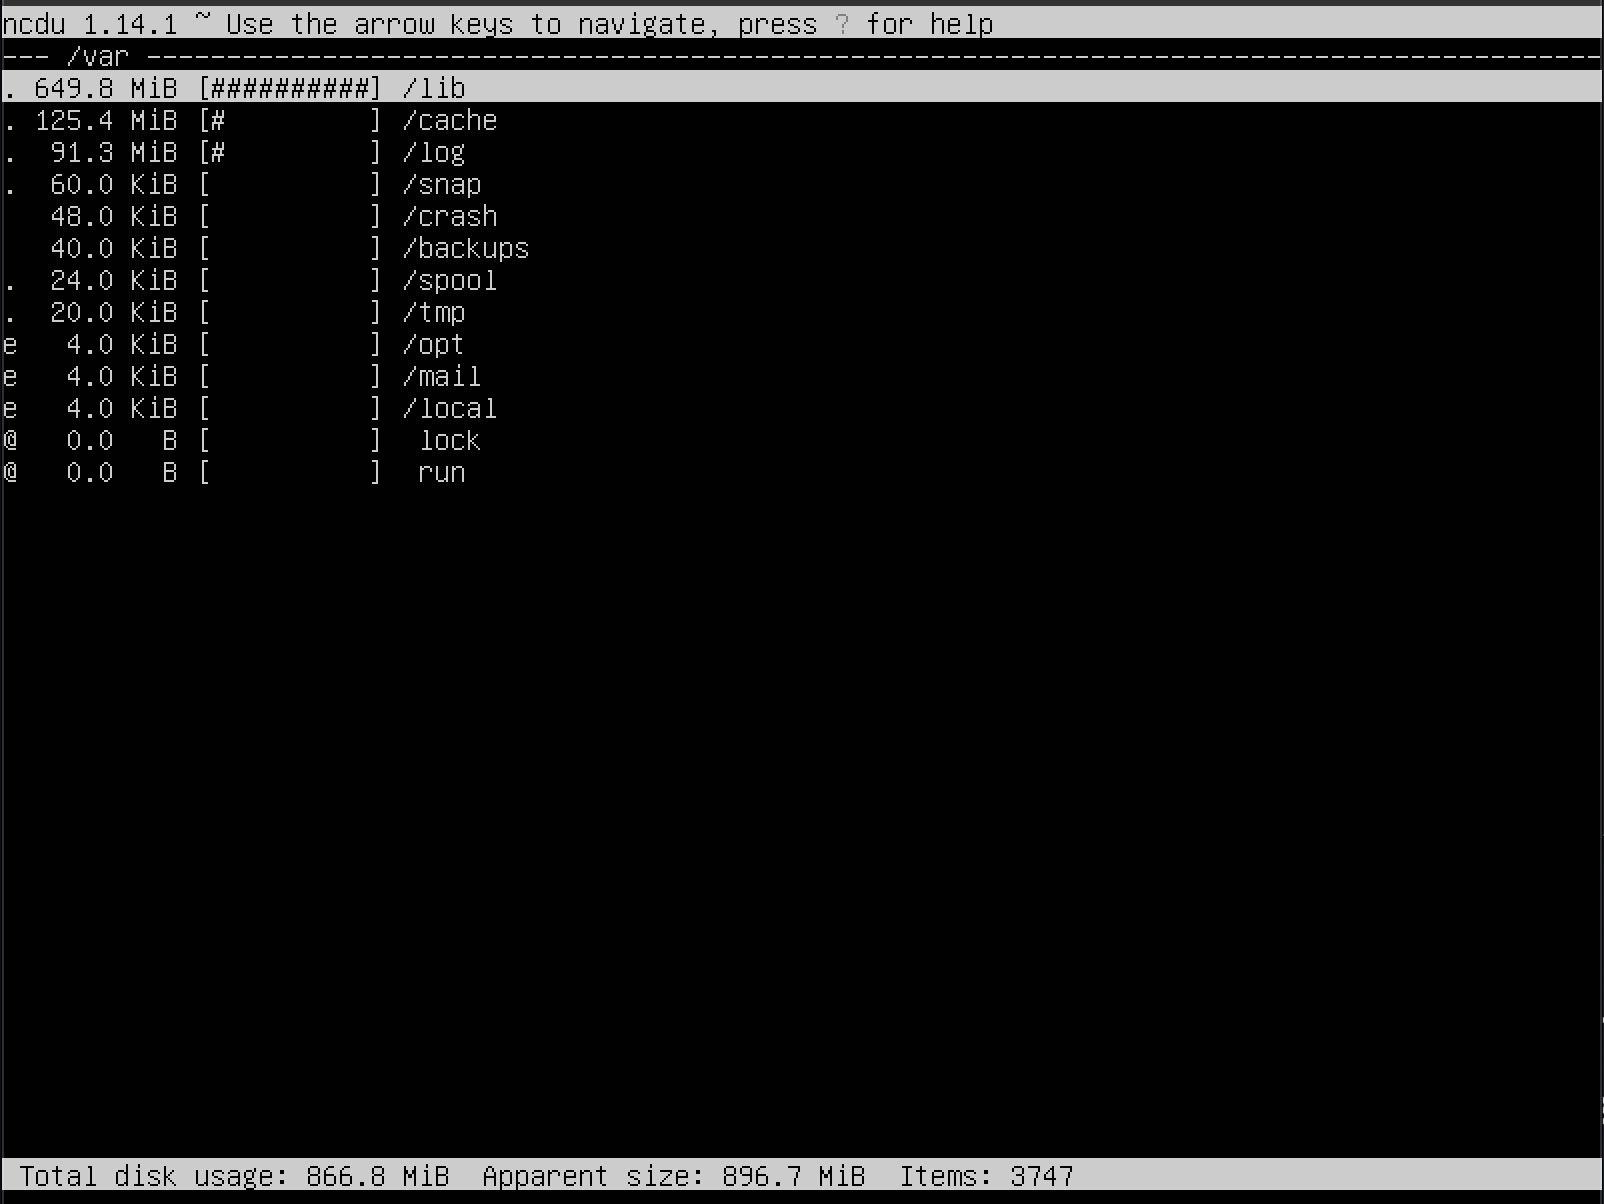 ncdu 1.14.1 ~ Use the arrow keys to navigate, press ? for help
--- /var -------------------------------------------------------------------------------------------
. 649.8 MiB [##########] /lib
. 125.4 MiB [#         ] /cache
.  91.3 MiB [#         ] /log
.  60.0 KiB [          ] /snap
   48.0 KiB [          ] /crash
   40.0 KiB [          ] /backups
.  24.0 KiB [          ] /spool
.  20.0 KiB [          ] /tmp
e   4.0 KiB [          ] /opt
e   4.0 KiB [          ] /mail
e   4.0 KiB [          ] /local
@   0.0   B [          ]  lock
@   0.0   B [          ]  run
 Total disk usage: 866.8 MiB  Apparent size: 896.7 MiB  Items: 3747